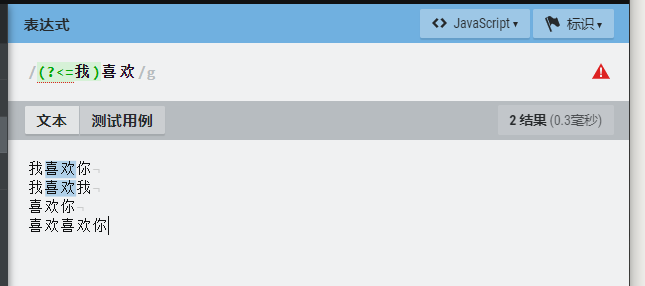 表达式 JavaScript 标识
/(?<=我)喜欢/g
文本 测试用例 2 结果 (0.3毫秒)
我喜欢你
我喜欢我
喜欢你
喜欢喜欢你